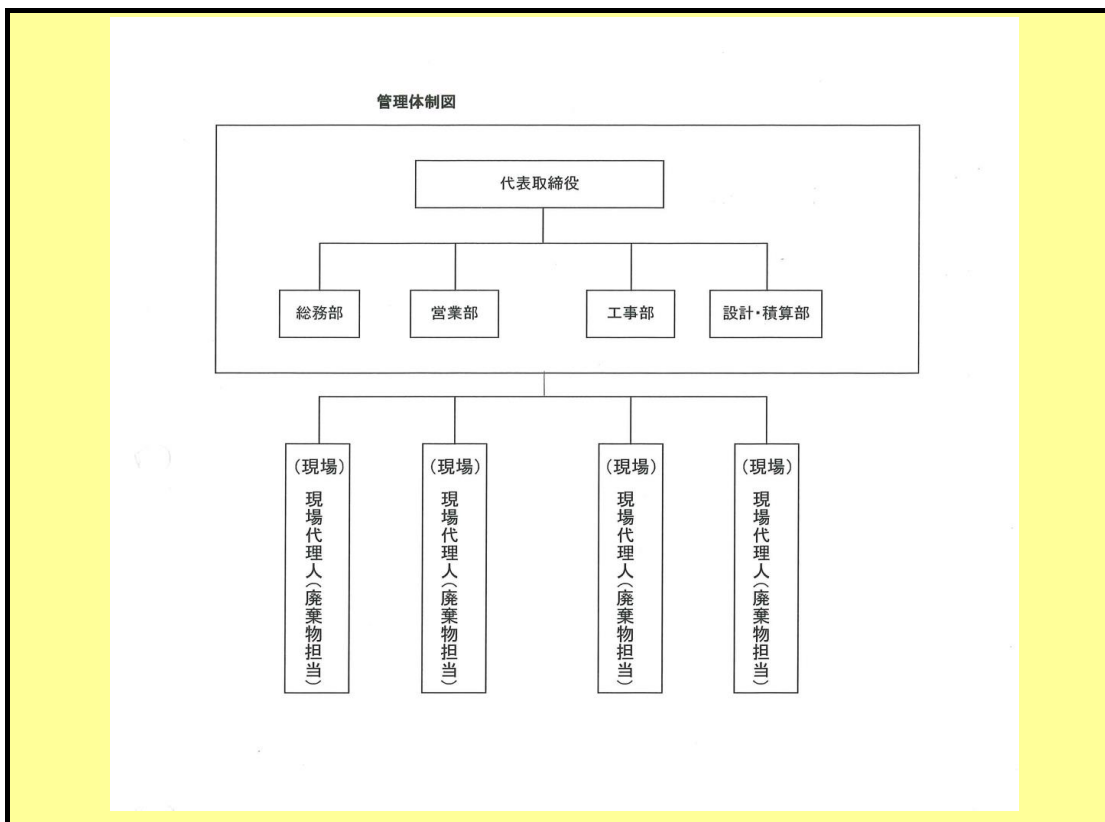 管理体制図
代表取締役
総務部
営業部
工事部
設計・積算部
(現場)
現場代理人(廃棄物担当)
(現場)
現場代理人(廃棄物担当)
(現場)
現場代理人(廃棄物担当)
(現場)
現場代理人(廃棄物担当)